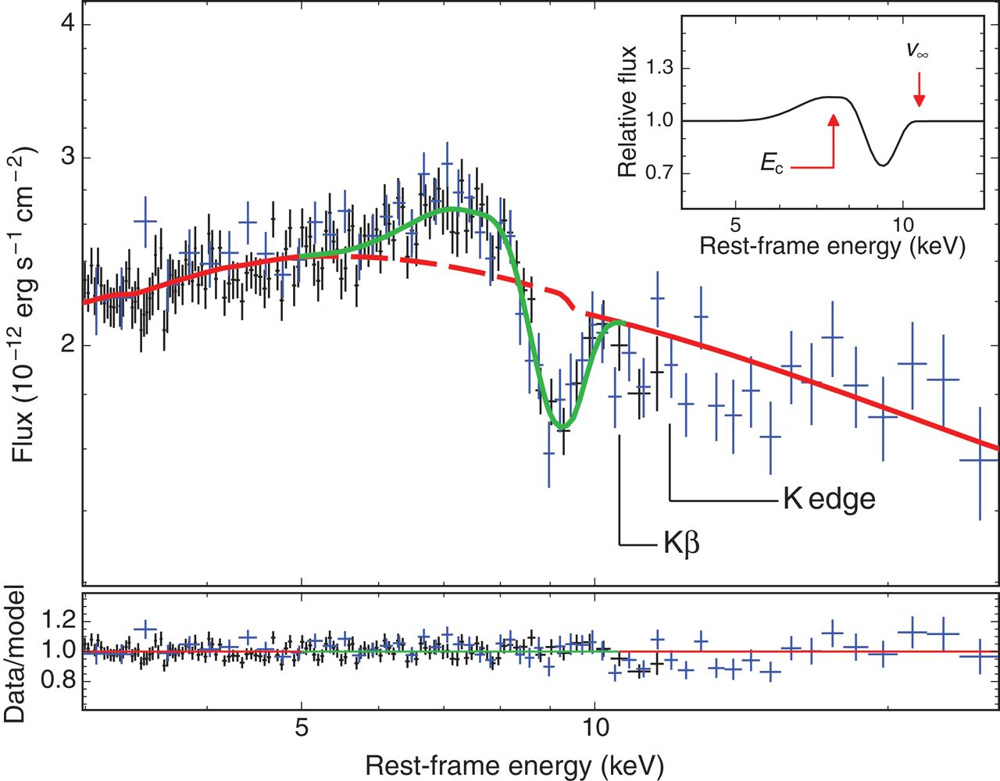 4
3
2
Flux (10⁻¹² erg s⁻¹ cm⁻²)
Relative flux
1.3
1.0
0.7
v∞
Ec
5 10
Rest-frame energy (keV)
K edge
Kβ
Data/model
1.2
1.0
0.8
5 10
Rest-frame energy (keV)